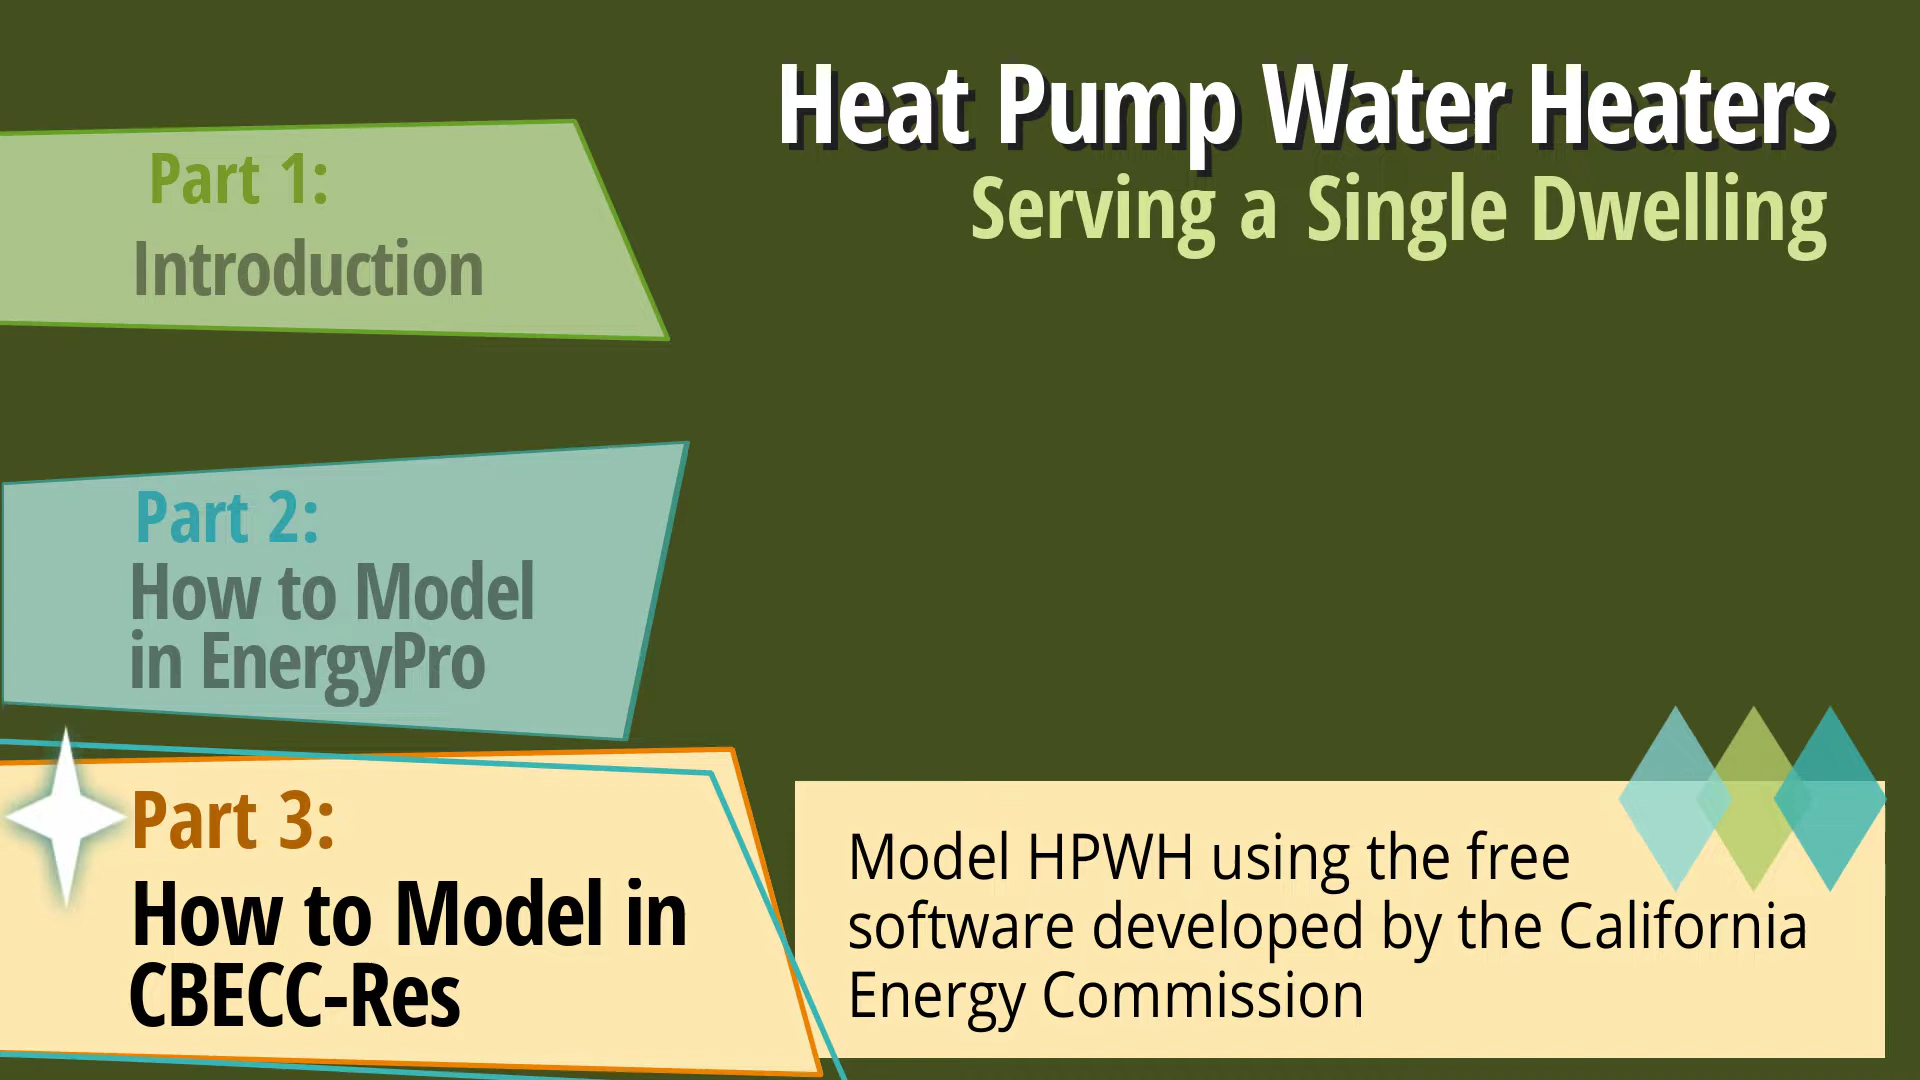 Heat Pump Water Heaters
Serving a Single Dwelling
Part 1:
Introduction
Part 2:
How to Model
in EnergyPro
Part 3:
How to Model in
CBECC-Res
Model HPWH using the free
software developed by the California
Energy Commission